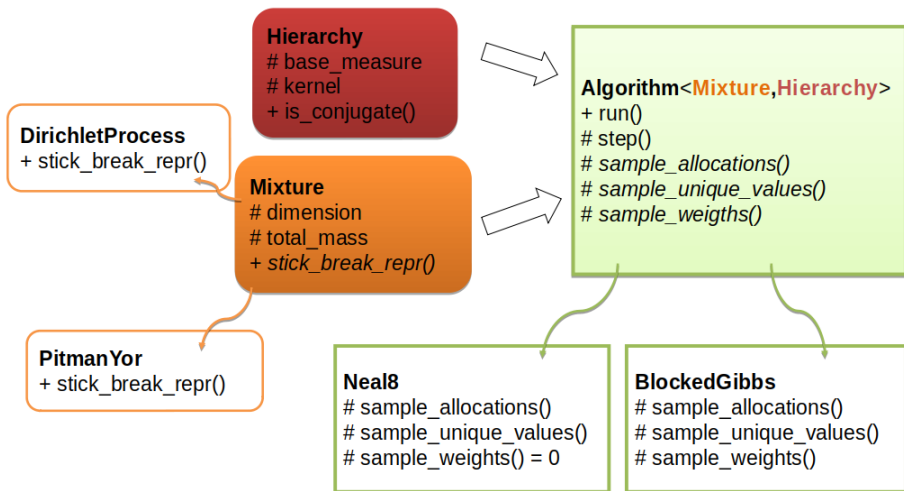 Hierarchy
# base_measure
# kernel
+ is_conjugate()
Algorithm<Mixture,Hierarchy>
+ run()
# step()
# sample_allocations()
# sample_unique_values()
# sample_weigths()
DirichletProcess
+ stick_break_repr()
Mixture
# dimension
# total_mass
+ stick_break_repr()
PitmanYor
+ stick_break_repr()
Neal8
# sample_allocations()
# sample_unique_values()
# sample_weights() = 0
BlockedGibbs
# sample_allocations()
# sample_unique_values()
# sample_weights()